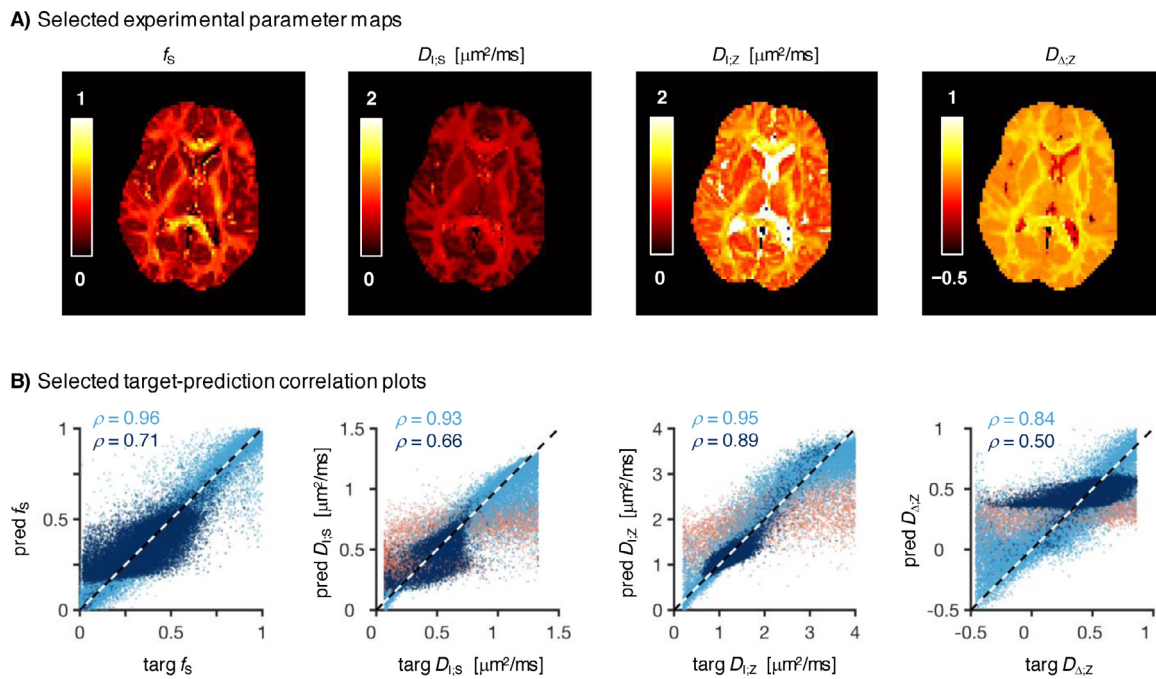 A) Selected experimental parameter maps
fS
DI;S [μm²/ms]
DI;Z [μm²/ms]
DΔ;Z
1
0
2
0
2
0
1
−0.5
B) Selected target-prediction correlation plots
ρ = 0.96
ρ = 0.71
pred fS
1
0.5
0
0
0.5
1
targ fS
ρ = 0.93
ρ = 0.66
pred DI;S [μm²/ms]
1.5
1
0.5
0
0
0.5
1
1.5
targ DI;S [μm²/ms]
ρ = 0.95
ρ = 0.89
pred DI;Z [μm²/ms]
4
3
2
1
0
0
1
2
3
4
targ DI;Z [μm²/ms]
ρ = 0.84
ρ = 0.50
pred DΔ;Z
1
0.5
0
-0.5
-0.5
0
0.5
1
targ DΔ;Z